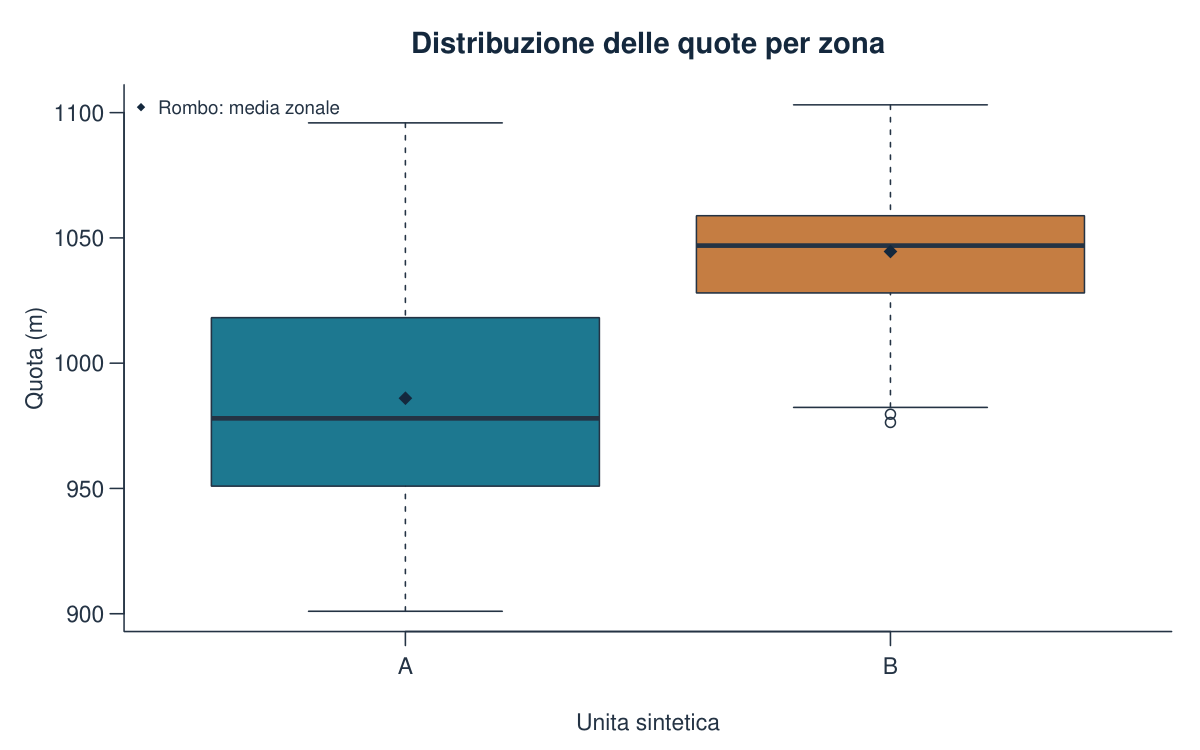 Distribuzione delle quote per zona
Rombo: media zonale
1100
1050
1000
950
900
Quota (m)
A
B
Unita sintetica